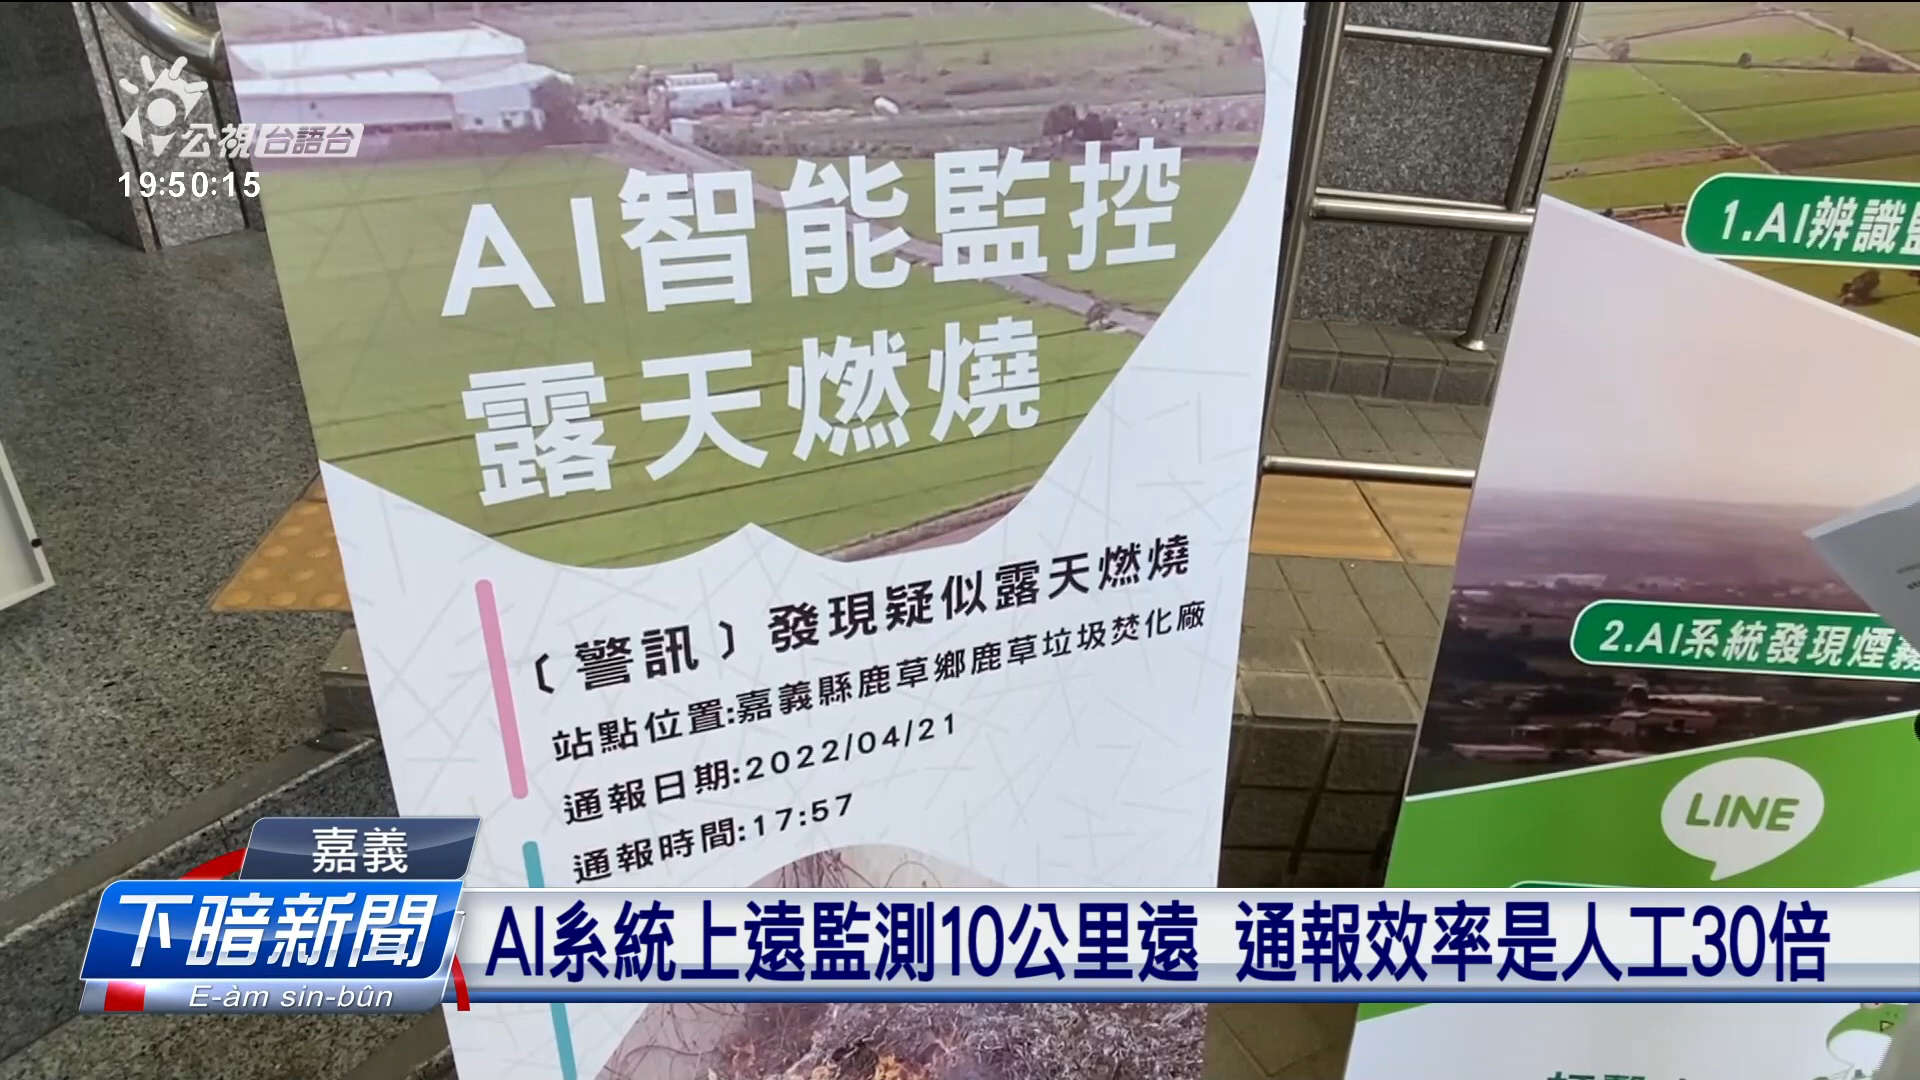 公視台語台
19:50:15
AI智能監控
露天燃燒
〔警訊〕發現疑似露天燃燒
站點位置:嘉義縣鹿草鄉鹿草垃圾焚化廠
通報日期:2022/04/21
通報時間:17:57
1.AI辨識
2.AI系統發現煙霧
LINE
嘉義
下暗新聞
E-àm sin-bûn
AI系統上遠監測10公里遠 通報效率是人工30倍